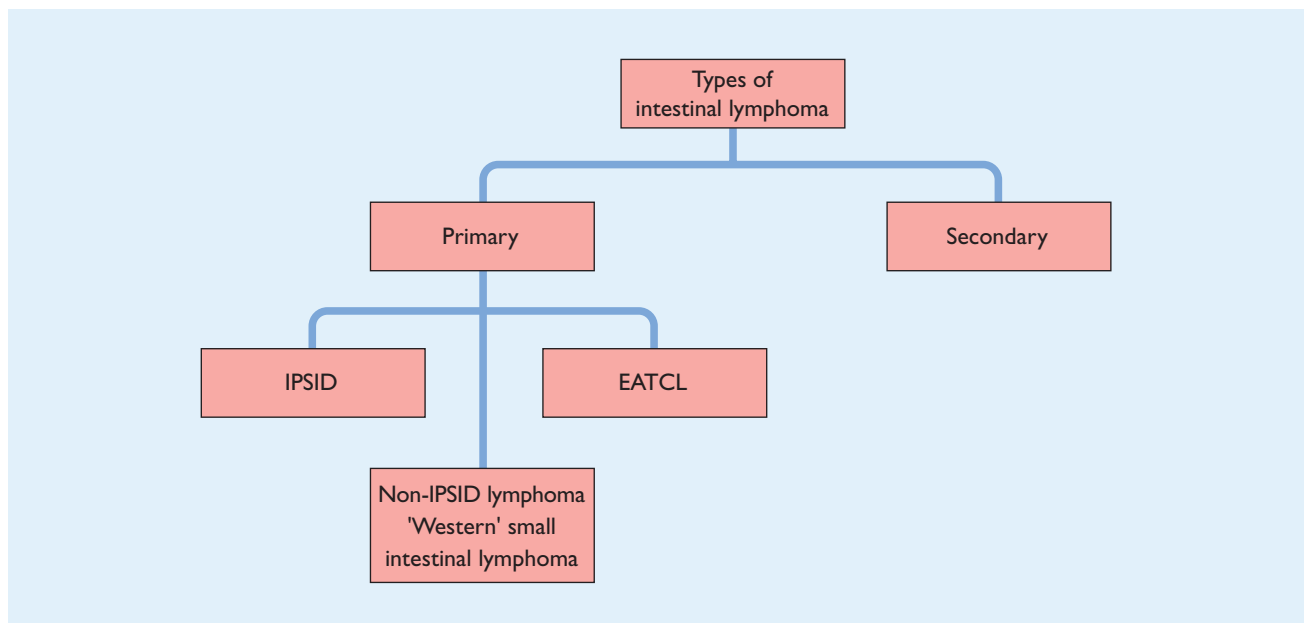 Types of
intestinal lymphoma
Primary
Secondary
IPSID
EATCL
Non-IPSID lymphoma
'Western' small
intestinal lymphoma